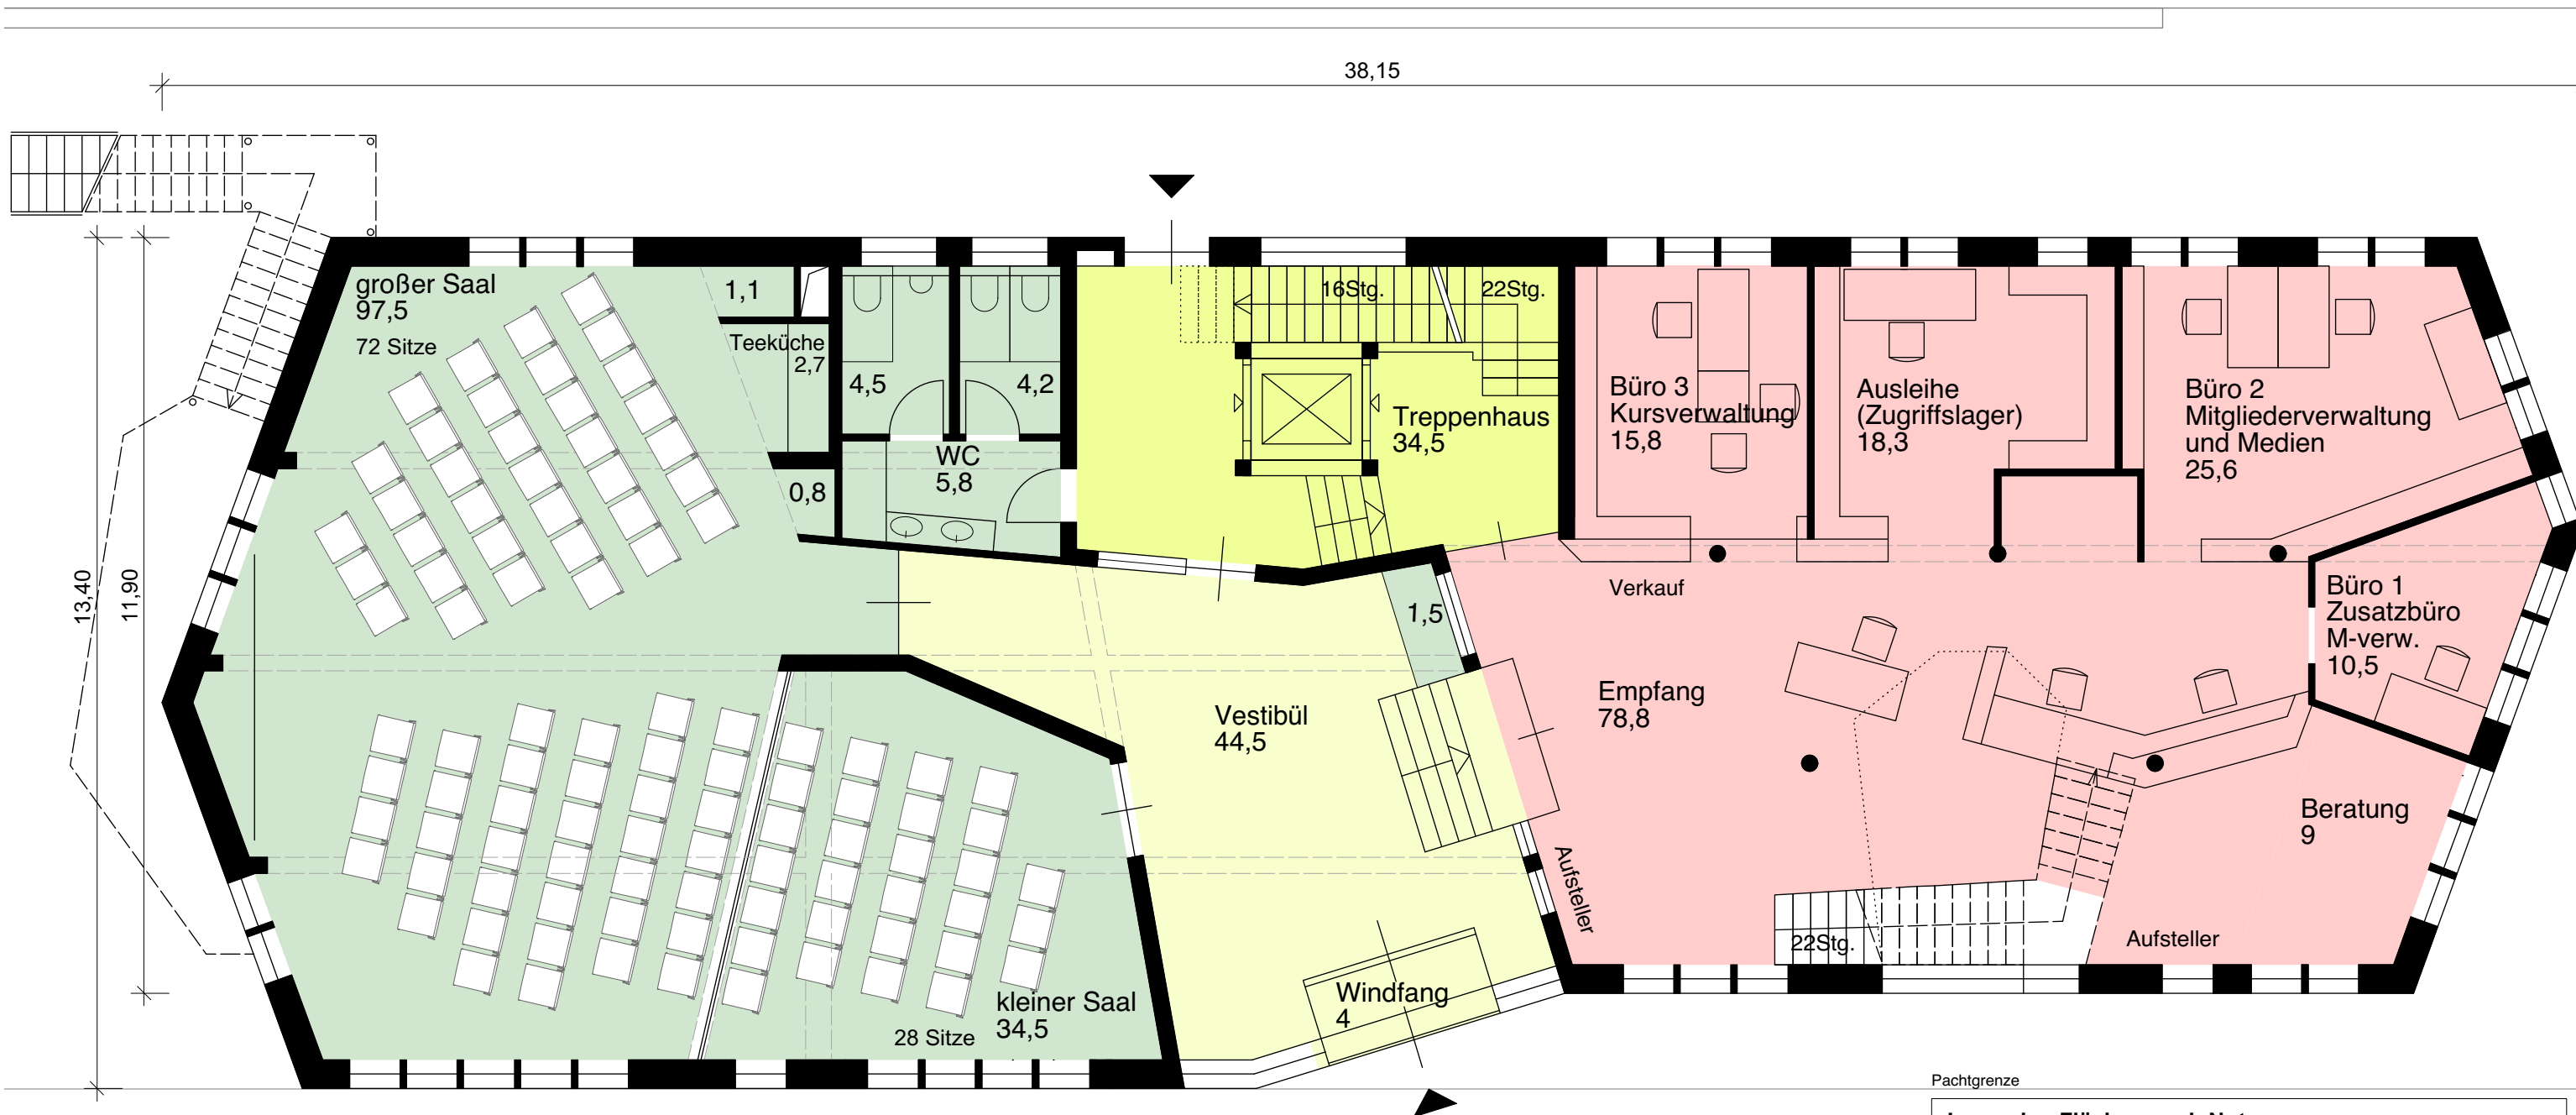 38,15
13,40
11,90
großer Saal
97,5
72 Sitze
1,1
Teeküche
2,7
4,5
4,2
WC
5,8
0,8
16Stg.
22Stg.
Treppenhaus
34,5
Büro 3
Kursverwaltung
15,8
Ausleihe
(Zugriffslager)
18,3
Büro 2
Mitgliederverwaltung
und Medien
25,6
Verkauf
1,5
Büro 1
Zusatzbüro
M-verw.
10,5
Empfang
78,8
Vestibül
44,5
Beratung
9
Aufsteller
22Stg.
Aufsteller
Windfang
4
kleiner Saal
34,5
28 Sitze
Pachtgrenze